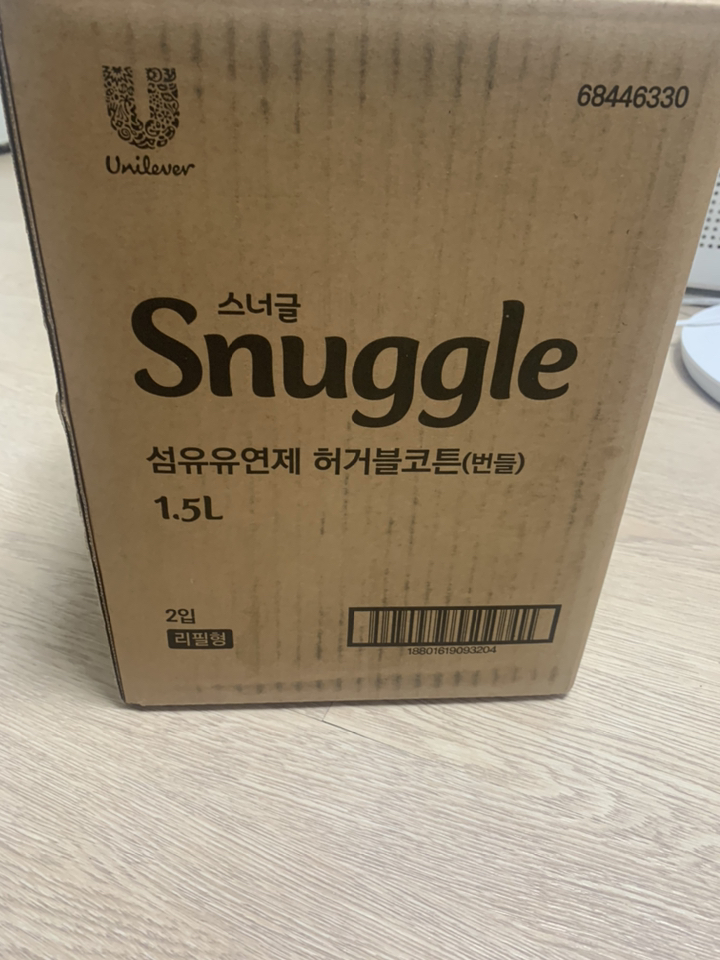 Unilever
68446330
스너글
Snuggle
섬유유연제 허거블코튼(번들)
1.5L
2입
리필형
18801619093204